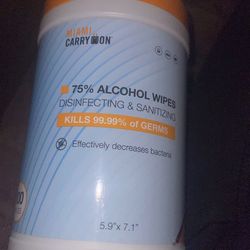 MIAMI
CARRY ON
75% ALCOHOL WIPES
DISINFECTING & SANITIZING
KILLS 99.99% of GERMS
Effectively decreases bacteria
5.9"x 7.1"